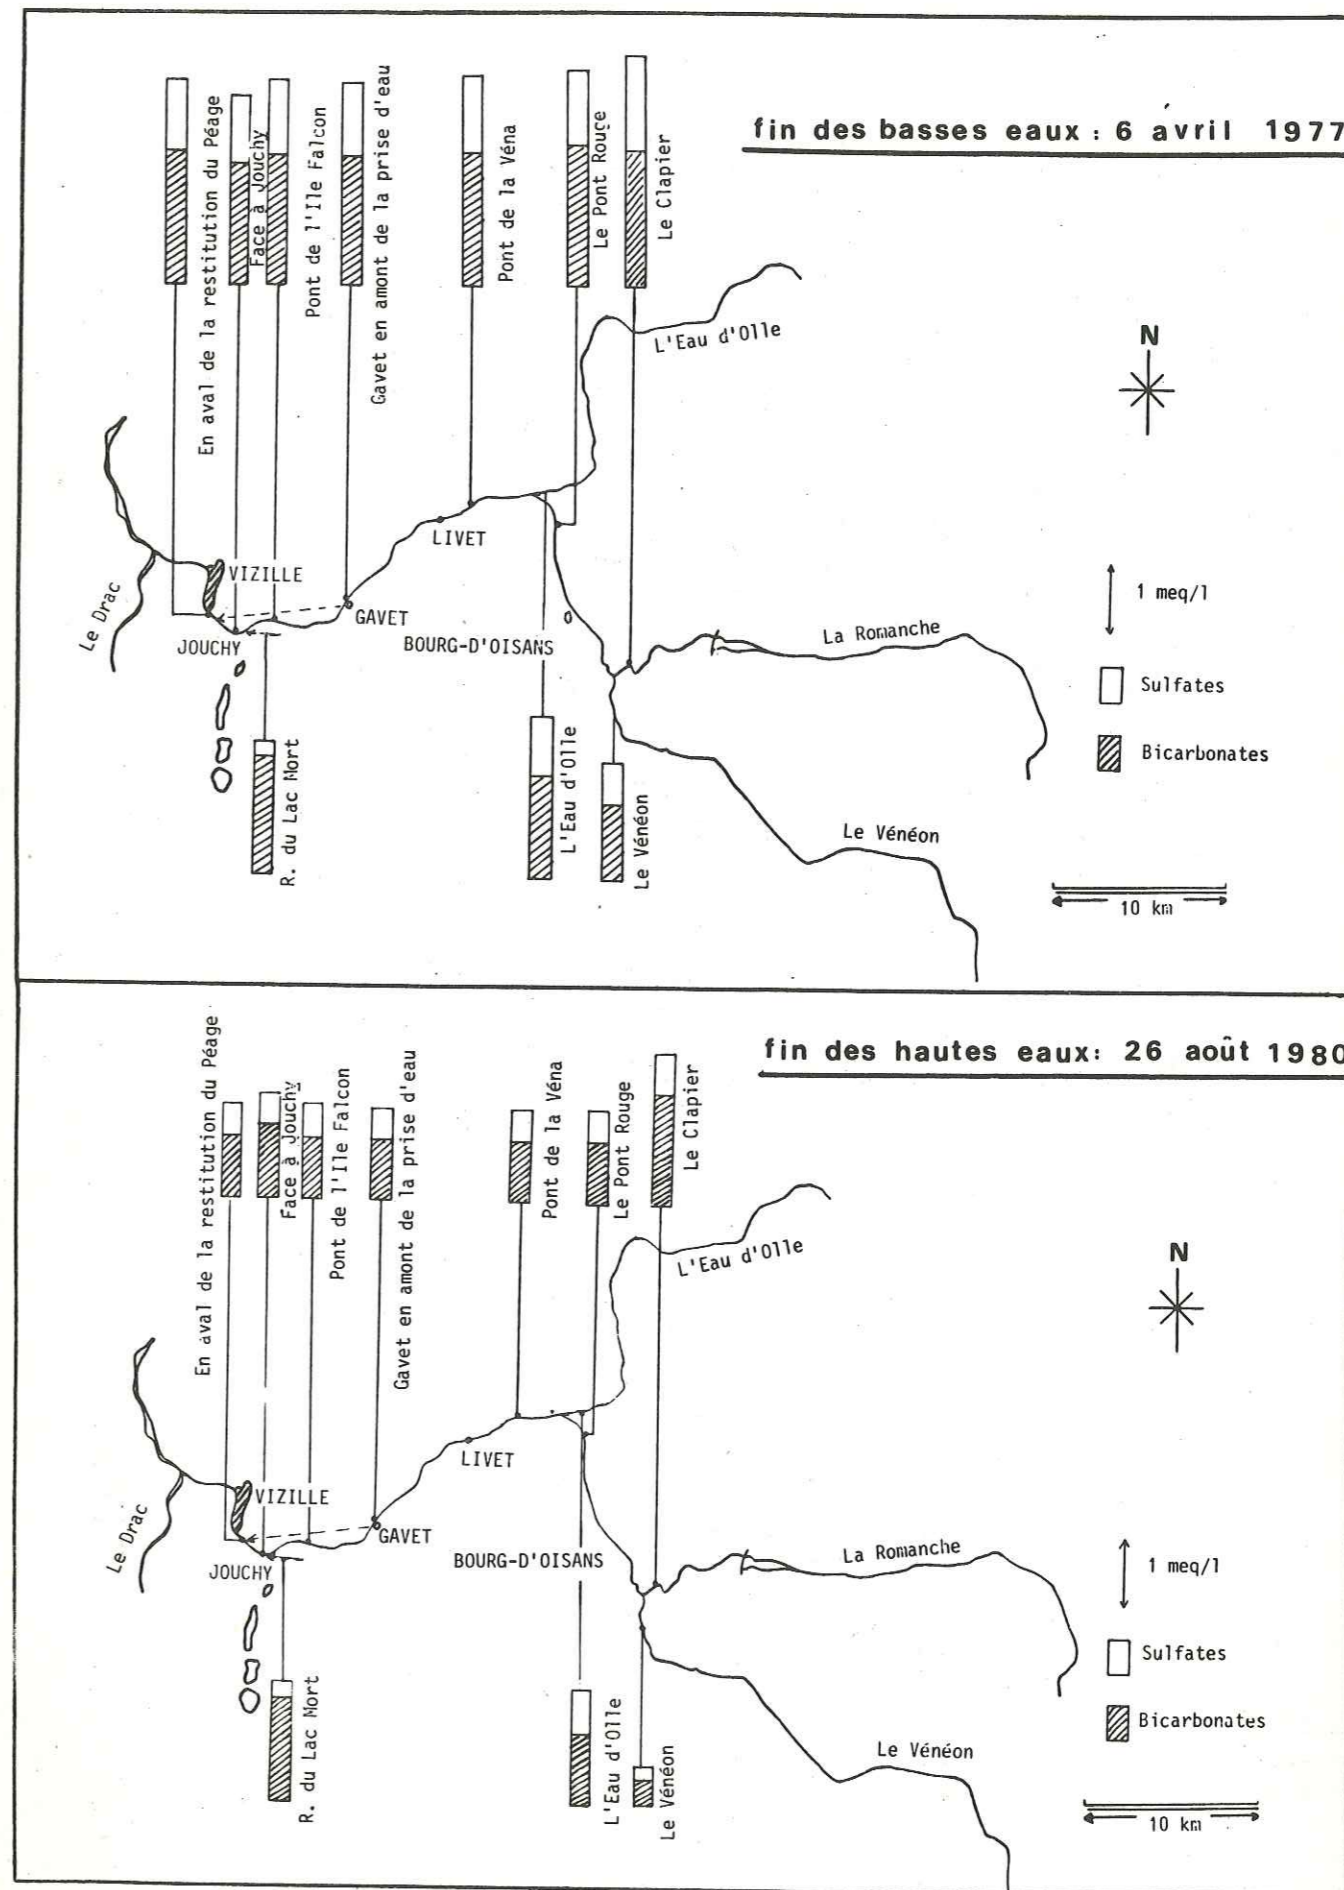 fin des basses eaux : 6 avril 1977
En aval de la restitution du Péage
Face à Jouchy
Pont de l'Ile Falcon
Gavet en amont de la prise d'eau
Pont de la Véna
Le Pont Rouge
Le Clapier
L'Eau d'Olle
N
LIVET
VIZILLE
Le Drac
GAVET
JOUCHY
BOURG-D'OISANS
La Romanche
1 meq/l
Sulfates
Bicarbonates
R. du Lac Mort
L'Eau d'Olle
Le Vénéon
Le Vénéon
10 km
fin des hautes eaux: 26 août 1980
En aval de la restitution du Péage
Face à Jouchy
Pont de l'Ile Falcon
Gavet en amont de la prise d'eau
Pont de la Véna
Le Pont Rouge
Le Clapier
L'Eau d'Olle
N
LIVET
VIZILLE
Le Drac
GAVET
JOUCHY
BOURG-D'OISANS
La Romanche
1 meq/l
Sulfates
Bicarbonates
R. du Lac Mort
L'Eau d'Olle
Le Vénéon
Le Vénéon
10 km